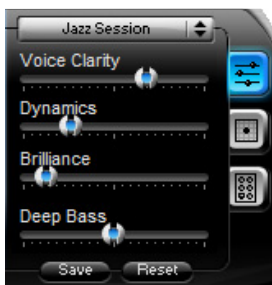 Jazz Session
Voice Clarity
Dynamics
Brilliance
Deep Bass
Save Reset